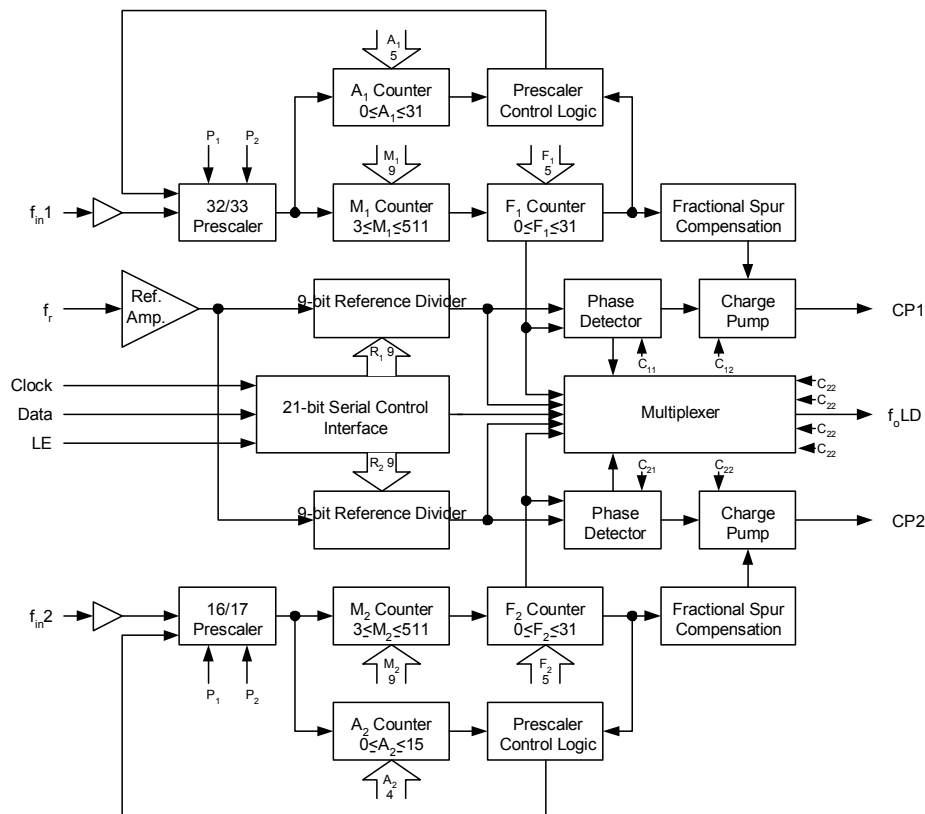 A₁
5
A₁ Counter
0≤A₁≤31
Prescaler
Control Logic
P₁
P₂
M₁
9
F₁
5
fin1
32/33
Prescaler
M₁ Counter
3≤M₁≤511
F₁ Counter
0≤F₁≤31
Fractional Spur
Compensation
fr
Ref.
Amp.
9-bit Reference Divider
Phase
Detector
Charge
Pump
CP1
R₁ 9
C₁₁
C₁₂
Clock
Data
LE
21-bit Serial Control
Interface
Multiplexer
C₂₂
C₂₂
foLD
C₂₂
C₂₂
R₂ 9
C₂₁
C₂₂
9-bit Reference Divider
Phase
Detector
Charge
Pump
CP2
fin2
16/17
Prescaler
M₂ Counter
3≤M₂≤511
F₂ Counter
0≤F₂≤31
Fractional Spur
Compensation
P₁
P₂
M₂
9
F₂
5
A₂ Counter
0≤A₂≤15
Prescaler
Control Logic
A₂
4